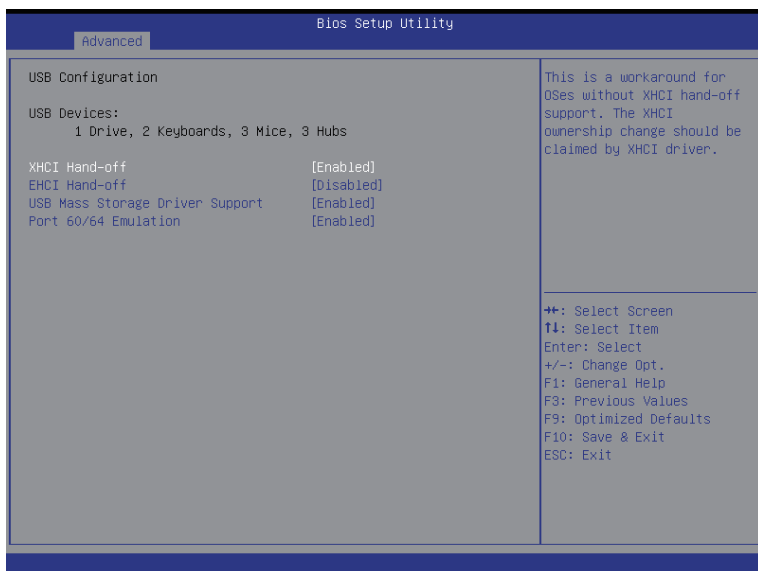 Bios Setup Utility
Advanced
USB Configuration
USB Devices:
1 Drive, 2 Keyboards, 3 Mice, 3 Hubs
XHCI Hand-off [Enabled]
EHCI Hand-off [Disabled]
USB Mass Storage Driver Support [Enabled]
Port 60/64 Emulation [Enabled]
This is a workaround for
OSes without XHCI hand-off
support. The XHCI
ownership change should be
claimed by XHCI driver.
→←: Select Screen
↑↓: Select Item
Enter: Select
+/-: Change Opt.
F1: General Help
F3: Previous Values
F9: Optimized Defaults
F10: Save & Exit
ESC: Exit